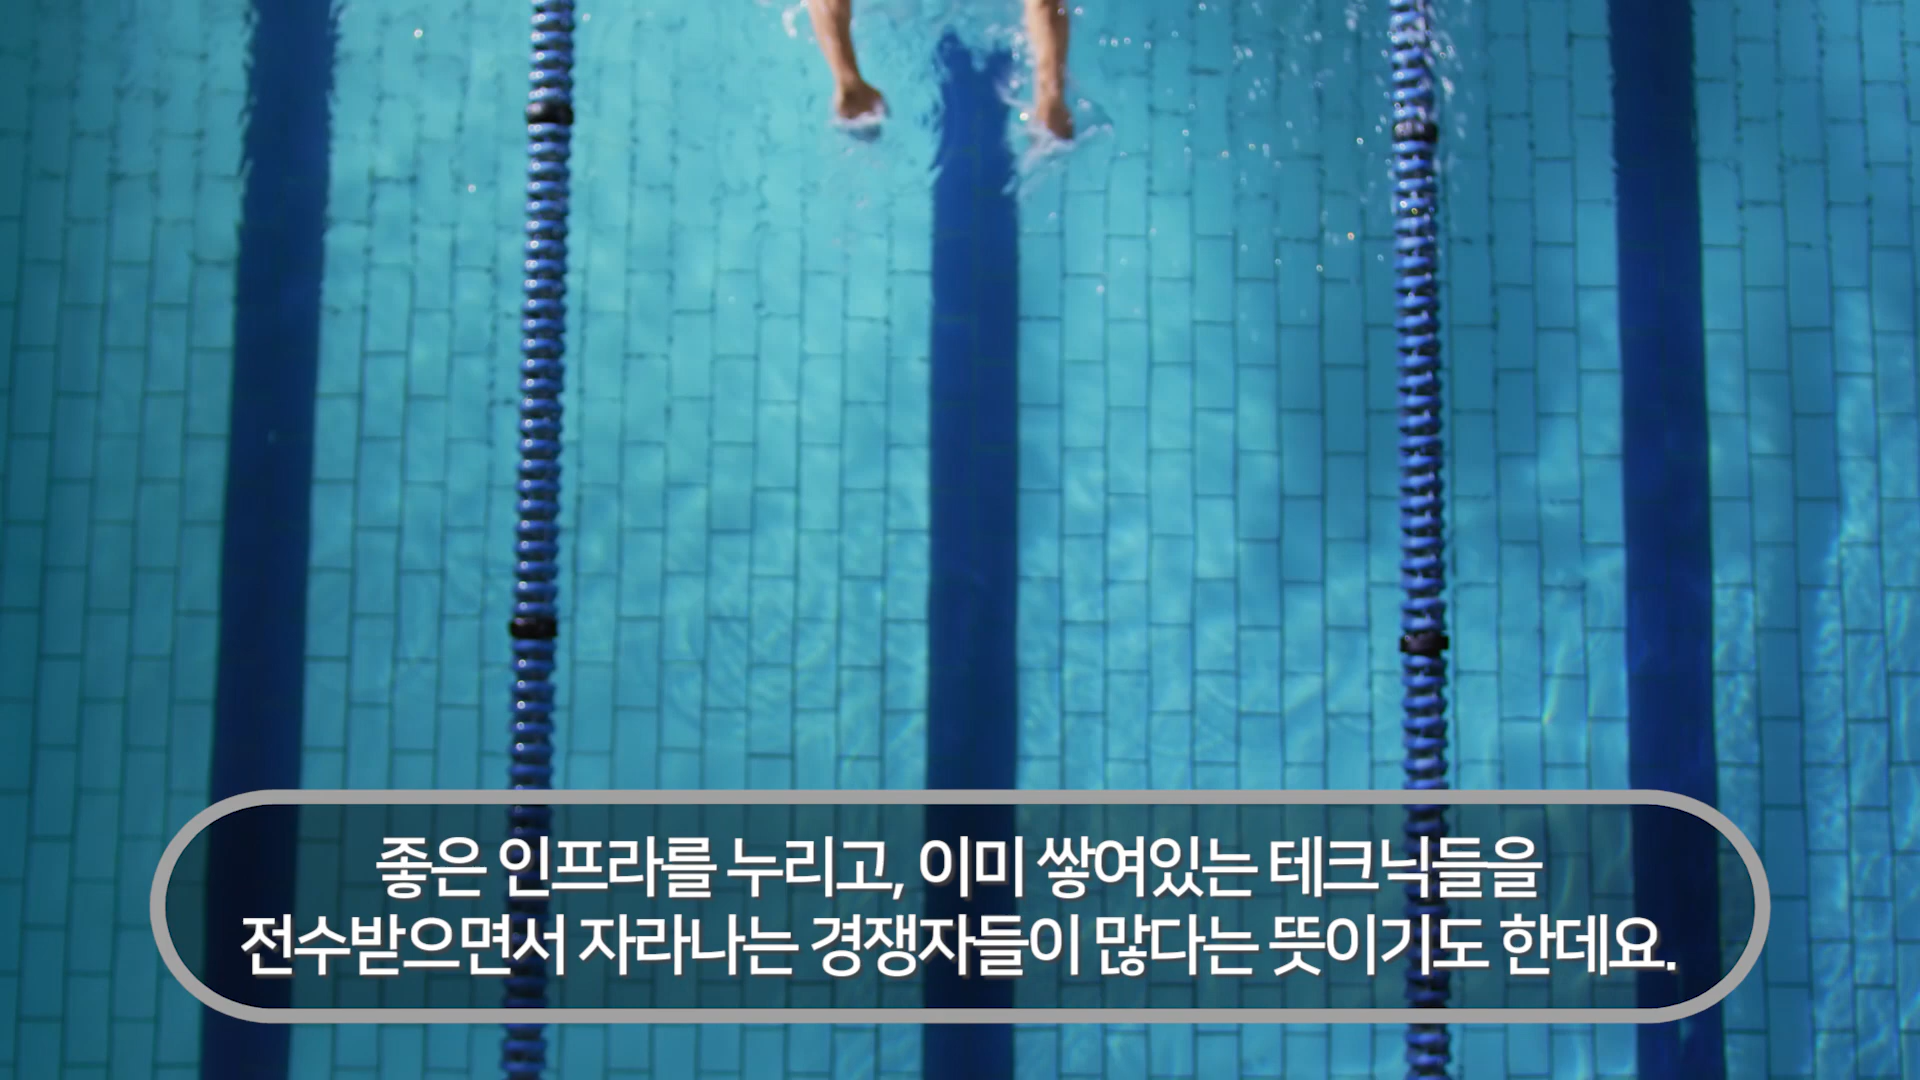 좋은 인프라를 누리고, 이미 쌓여있는 테크닉들을
전수받으면서 자라나는 경쟁자들이 많다는 뜻이기도 한데요.